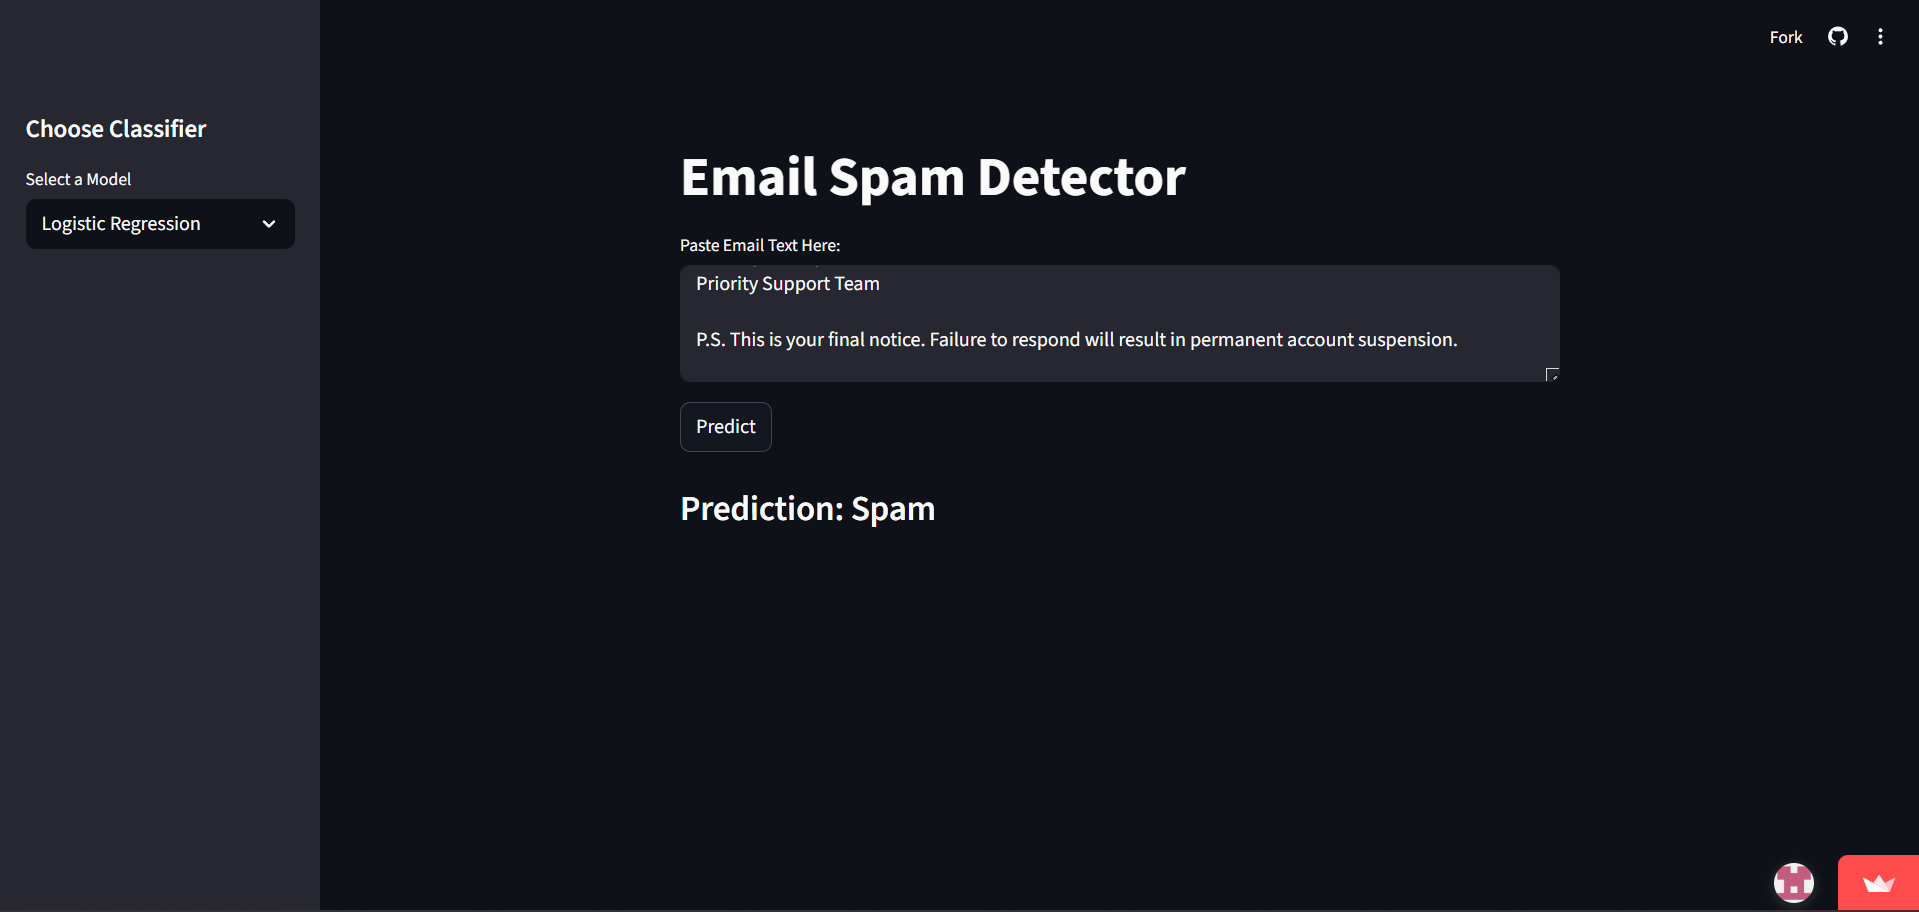 Fork
Choose Classifier
Select a Model
Logistic Regression
Email Spam Detector
Paste Email Text Here:
Priority Support Team
P.S. This is your final notice. Failure to respond will result in permanent account suspension.
Predict
Prediction: Spam